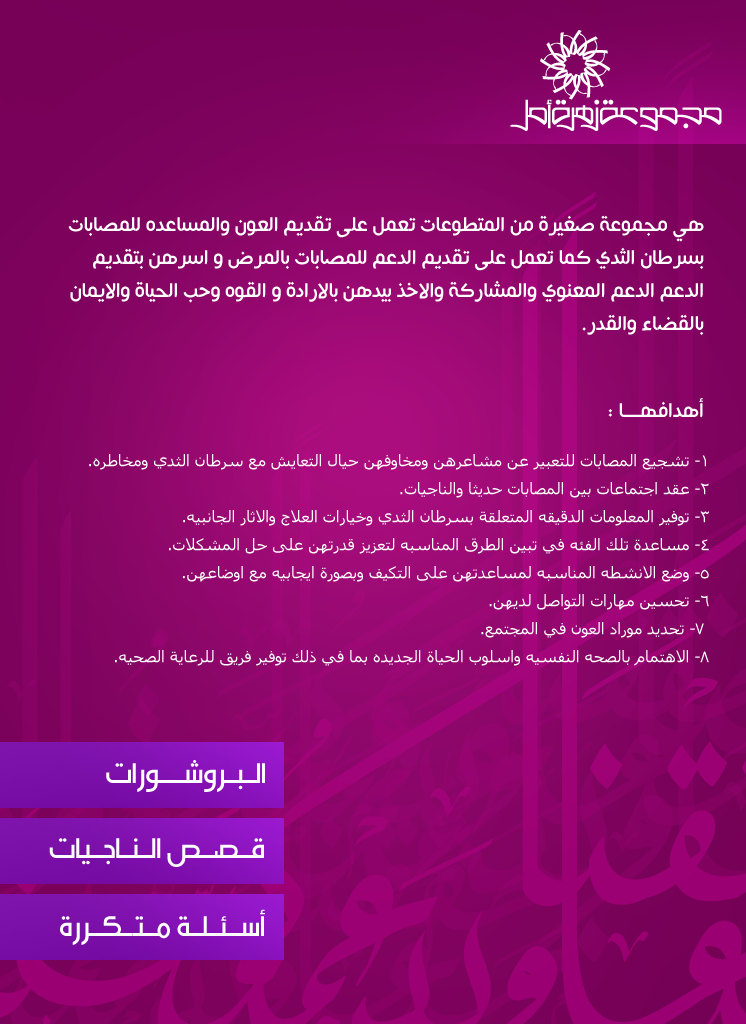 مجموعة زهرة أمل
هي مجموعة صغيرة من المتطوعات تعمل على تقديم العون والمساعده للمصابات
بسرطان الثدي كما تعمل على تقديم الدعم للمصابات بالمرض و اسرهن بتقديم
الدعم الدعم المعنوي والمشاركة والاخذ بيدهن بالارادة و القوه وحب الحياة والايمان
بالقضاء والقدر.
أهدافهـــا :
١- تشجيع المصابات للتعبير عن مشاعرهن ومخاوفهن حيال التعايش مع سرطان الثدي ومخاطره.
٢- عقد اجتماعات بين المصابات حديثا والناجيات.
٣- توفير المعلومات الدقيقه المتعلقة بسرطان الثدي وخيارات العلاج والاثار الجانبيه.
٤- مساعدة تلك الفئه في تبين الطرق المناسبه لتعزيز قدرتهن على حل المشكلات.
٥- وضع الانشطه المناسبه لمساعدتهن على التكيف وبصورة ايجابيه مع اوضاعهن.
٦- تحسين مهارات التواصل لديهن.
٧- تحديد موراد العون في المجتمع.
٨- الاهتمام بالصحه النفسيه واسلوب الحياة الجديده بما في ذلك توفير فريق للرعاية الصحيه.
الـبـروشـــورات
قـصـص الـنـاجـيات
أسـئـلـة مـتـكـررة